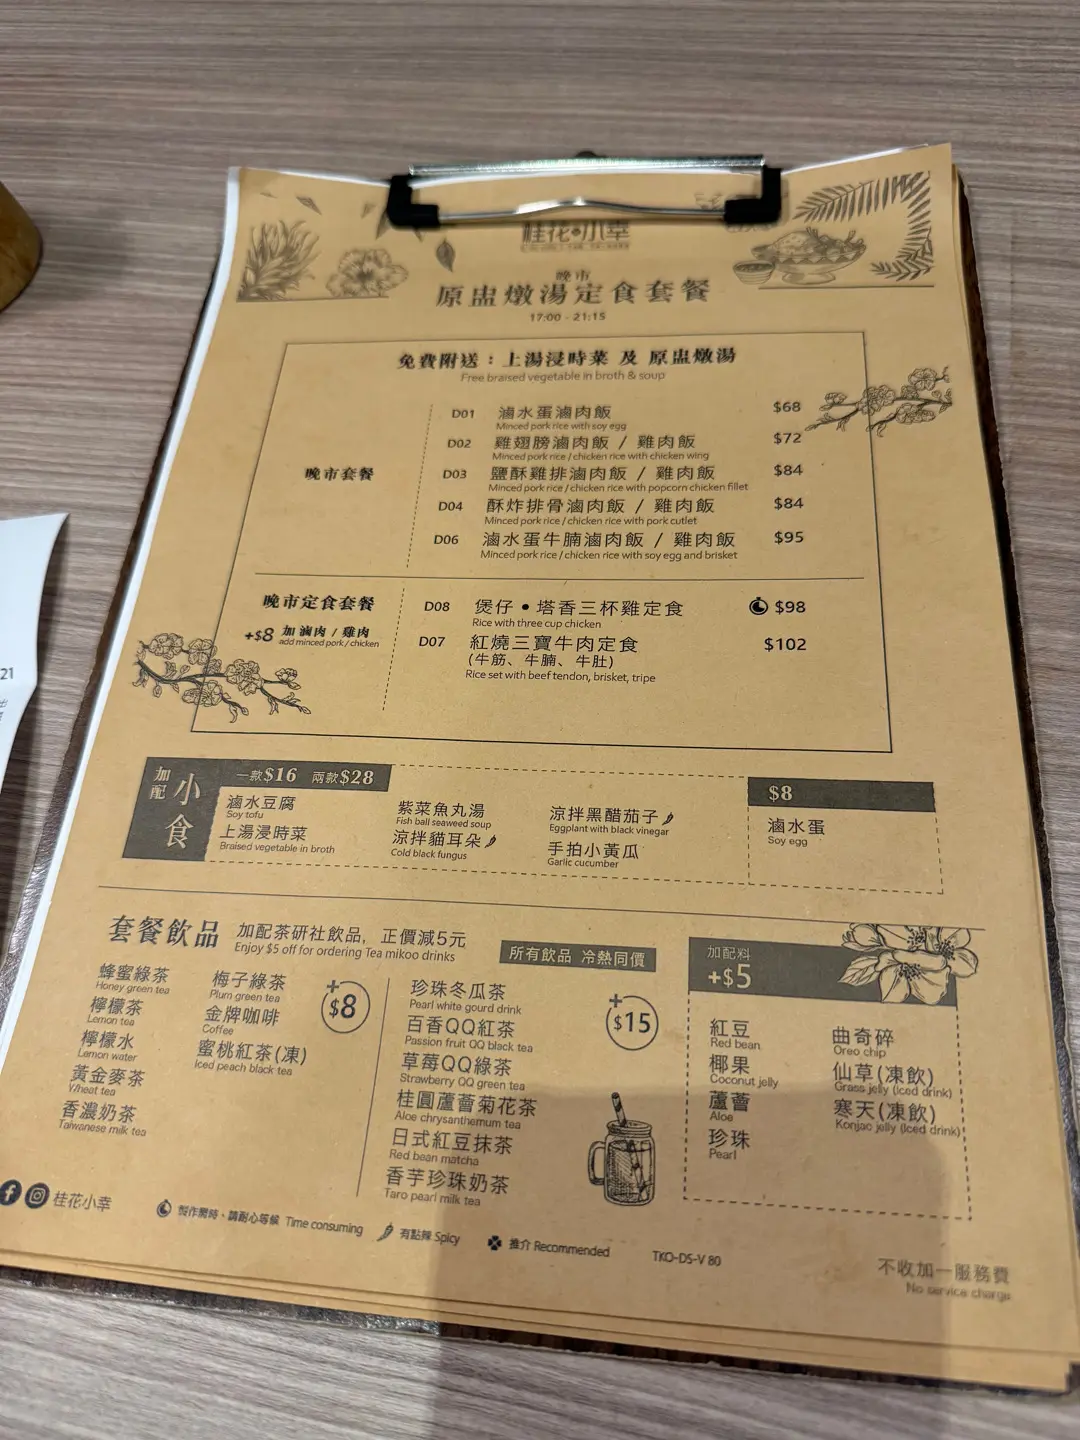 桂花小幸
晚市
原盅燉湯定食套餐
17:00 - 21:15
免費附送：上湯浸時菜 及 原盅燉湯
Free braised vegetable in broth & soup
晚市套餐
D01 滷水蛋滷肉飯 $68
Minced pork rice with soy egg
D02 雞翅膀滷肉飯 / 雞肉飯 $72
Minced pork rice / chicken rice with chicken wing
D03 鹽酥雞排滷肉飯 / 雞肉飯 $84
Minced pork rice / chicken rice with popcorn chicken fillet
D04 酥炸排骨滷肉飯 / 雞肉飯 $84
Minced pork rice / chicken rice with pork cutlet
D06 滷水蛋牛腩滷肉飯 / 雞肉飯 $95
Minced pork rice / chicken rice with soy egg and brisket
晚市定食套餐
+$8 加滷肉 / 雞肉
add minced pork / chicken
D08 煲仔•塔香三杯雞定食 $98
Rice with three cup chicken
D07 紅燒三寶牛肉定食 $102
(牛筋、牛腩、牛肚)
Rice set with beef tendon, brisket, tripe
加配
小食
一款$16 兩款$28
滷水豆腐
Soy tofu
上湯浸時菜
Braised vegetable in broth
紫菜魚丸湯
Fish ball seaweed soup
涼拌貓耳朵
Cold black fungus
涼拌黑醋茄子
Eggplant with black vinegar
手拍小黃瓜
Garlic cucumber
$8
滷水蛋
Soy egg
套餐飲品
加配茶研社飲品，正價減5元
Enjoy $5 off for ordering Tea mikoo drinks
所有飲品 冷熱同價
蜂蜜綠茶
Honey green tea
檸檬茶
Lemon tea
檸檬水
Lemon water
黃金麥茶
Wheat tea
香濃奶茶
Taiwanese milk tea
梅子綠茶
Plum green tea
金牌咖啡
Coffee
蜜桃紅茶(凍)
Iced peach black tea
+$8
珍珠冬瓜茶
Pearl white gourd drink
百香QQ紅茶
Passion fruit QQ black tea
草莓QQ綠茶
Strawberry QQ green tea
桂圓蘆薈菊花茶
Aloe chrysanthemum tea
日式紅豆抹茶
Red bean matcha
香芋珍珠奶茶
Taro pearl milk tea
+$15
加配料
+$5
紅豆
Red bean
椰果
Coconut jelly
蘆薈
Aloe
珍珠
Pearl
曲奇碎
Oreo chip
仙草(凍飲)
Grass jelly (Iced drink)
寒天(凍飲)
Konjac jelly (Iced drink)
桂花小幸
製作需時、請耐心等候 Time consuming
有點辣 Spicy
推介 Recommended
TKO-DS-V 80
不收加一服務費
No service charge
21